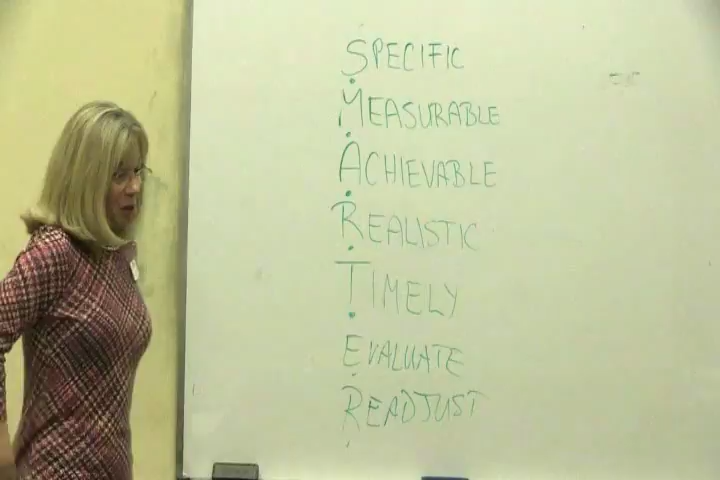 SPECIFIC
MEASURABLE
ACHIEVABLE
REALISTIC
TIMELY
EVALUATE
READJUST